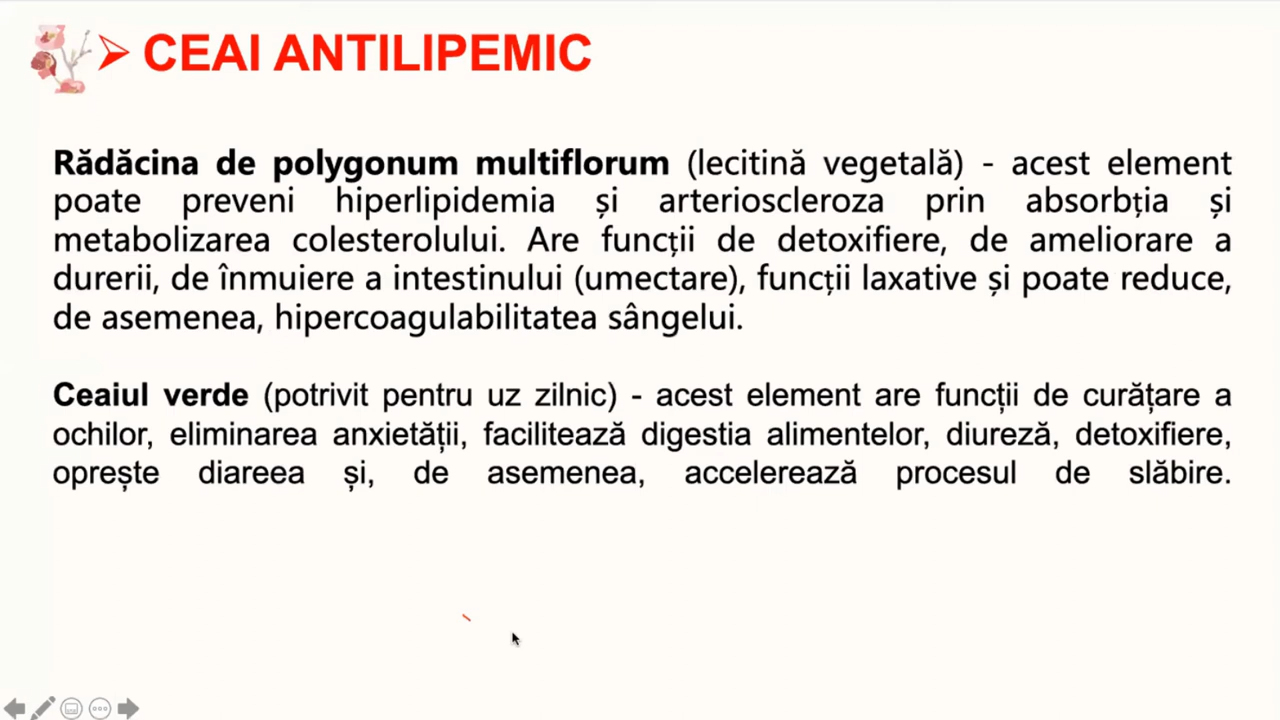 CEAI ANTILIPEMIC
Rădăcina de polygonum multiflorum (lecitină vegetală) - acest element
poate preveni hiperlipidemia și arterioscleroza prin absorbția și
metabolizarea colesterolului. Are funcții de detoxifiere, de ameliorare a
durerii, de înmuiere a intestinului (umectare), funcții laxative și poate reduce,
de asemenea, hipercoagulabilitatea sângelui.
Ceaiul verde (potrivit pentru uz zilnic) - acest element are funcții de curățare a
ochilor, eliminarea anxietății, facilitează digestia alimentelor, diureză, detoxifiere,
oprește diareea și, de asemenea, accelerează procesul de slăbire.